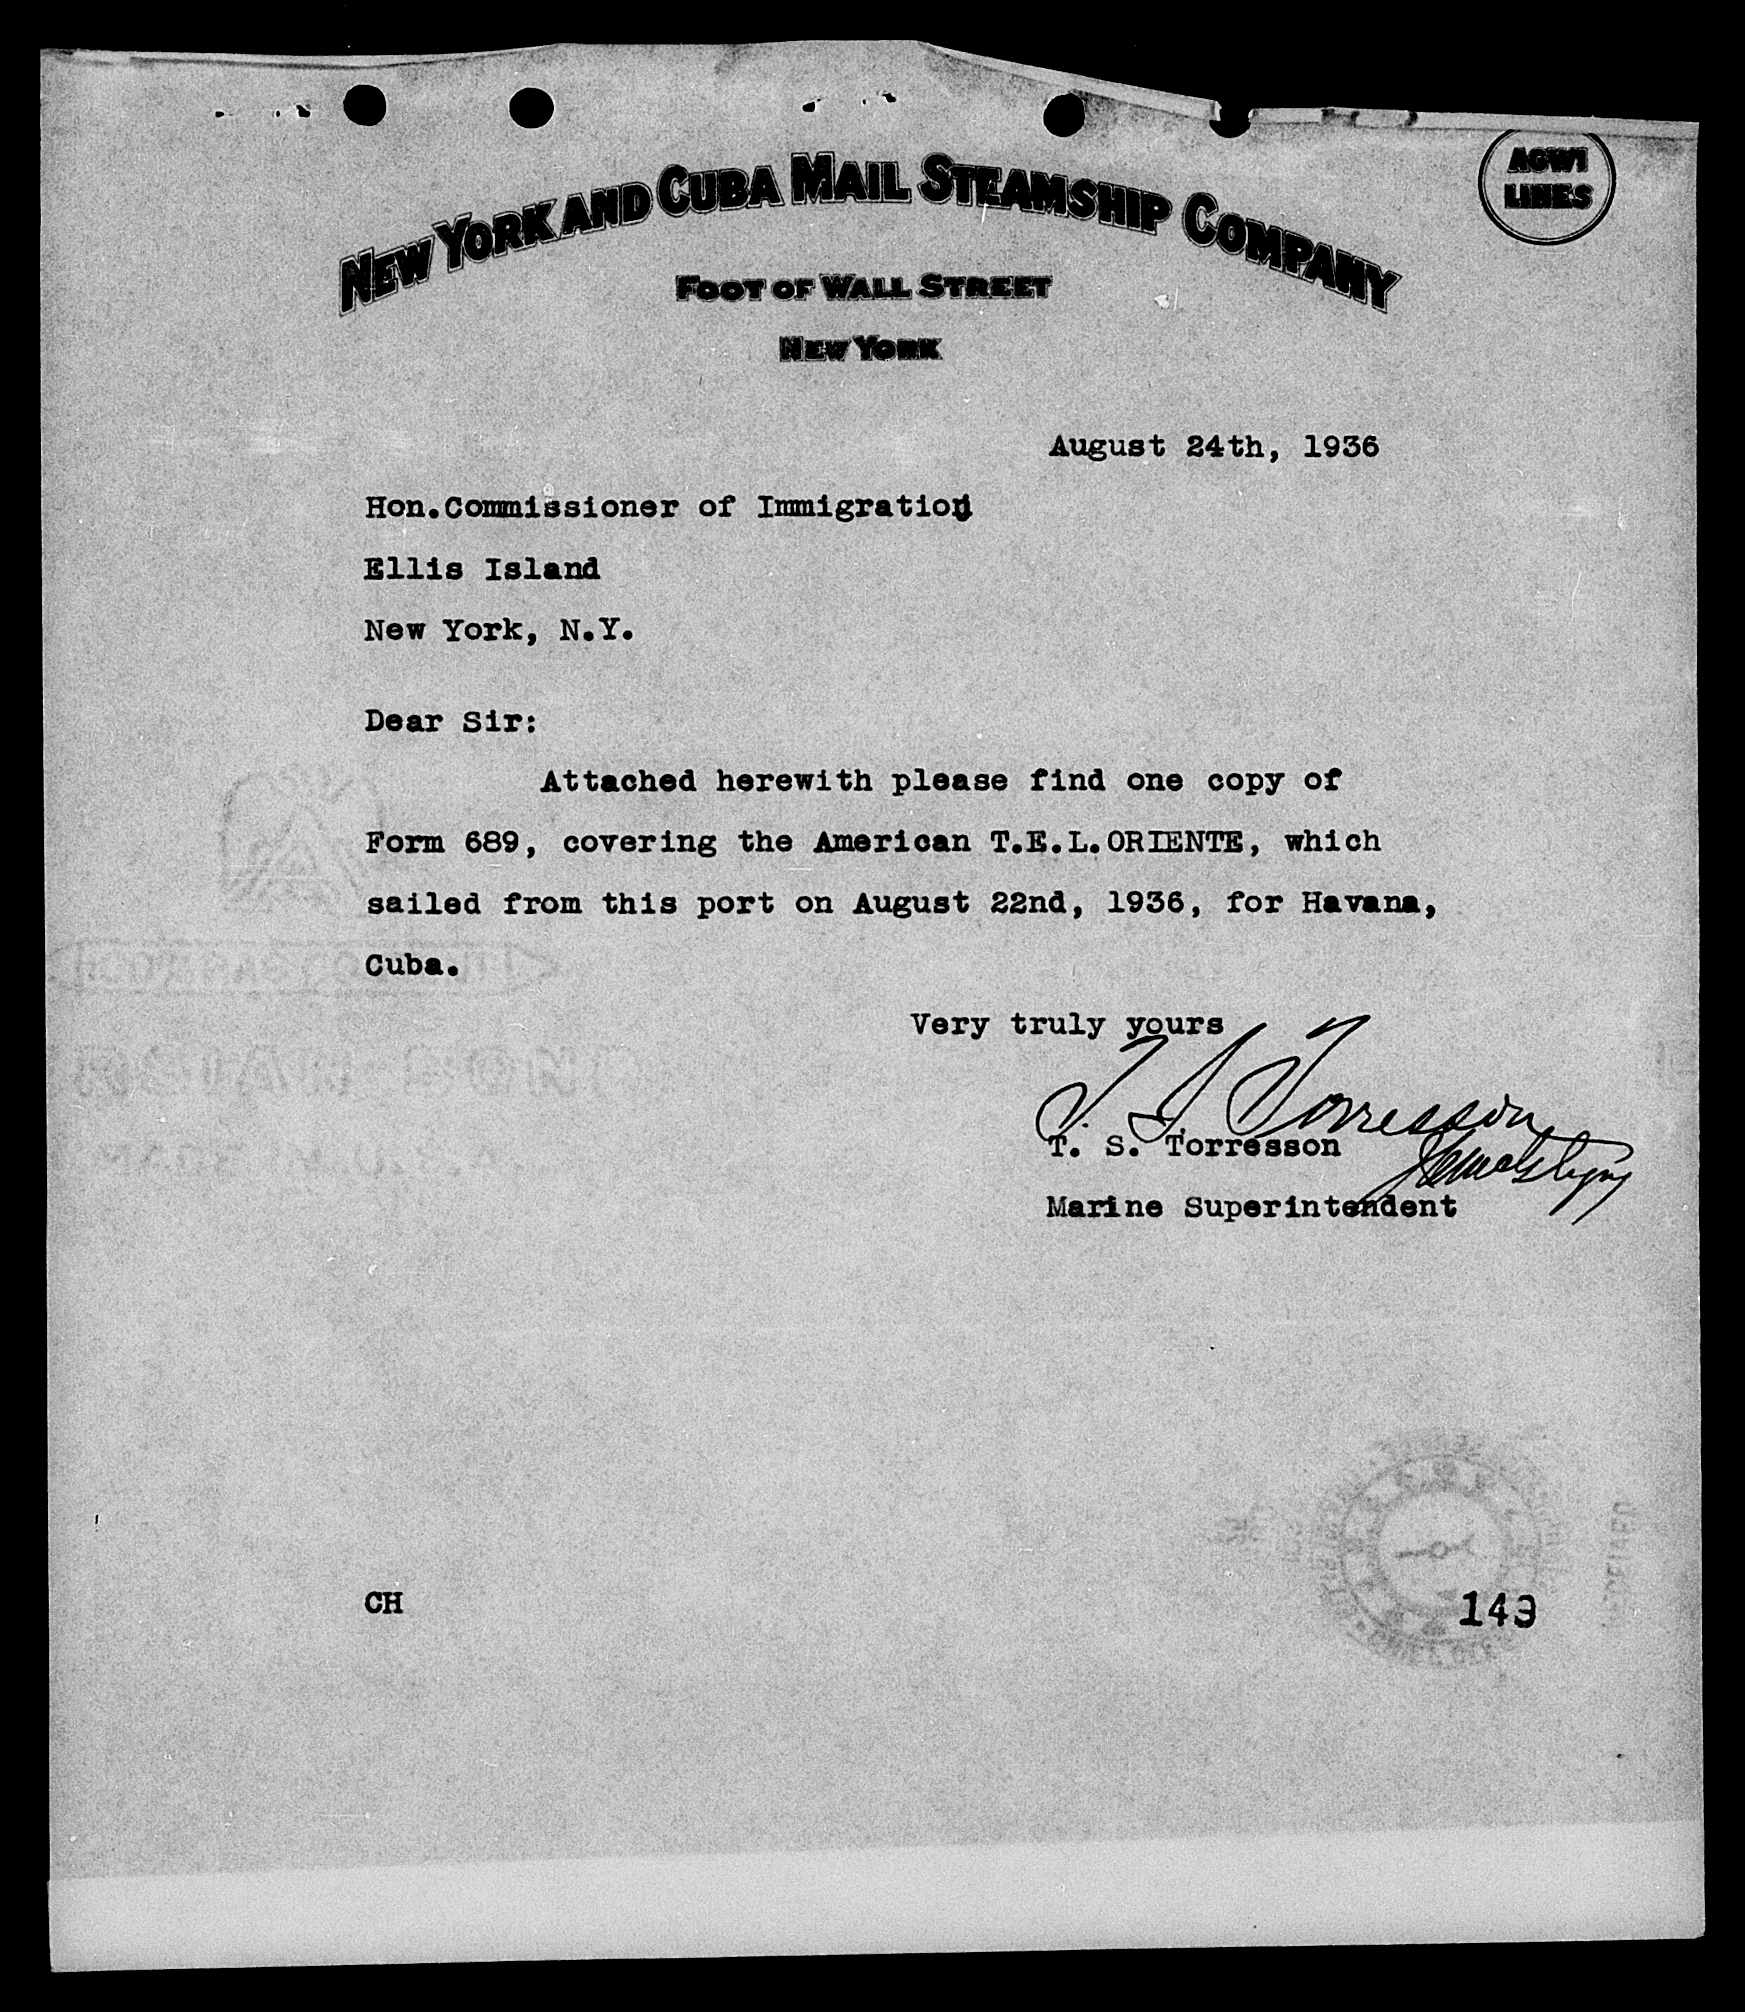 AGWI
LINES
NEW YORK AND CUBA MAIL STEAMSHIP COMPANY
FOOT OF WALL STREET
NEW YORK
August 24th, 1936
Hon.Commissioner of Immigration
Ellis Island
New York, N.Y.
Dear Sir:
Attached herewith please find one copy of
Form 689, covering the American T.E.L.ORIENTE, which
sailed from this port on August 22nd, 1936, for Havana,
Cuba.
Very truly yours
T S Torresson
T. S. Torresson
Marine Superintendent
CH
149